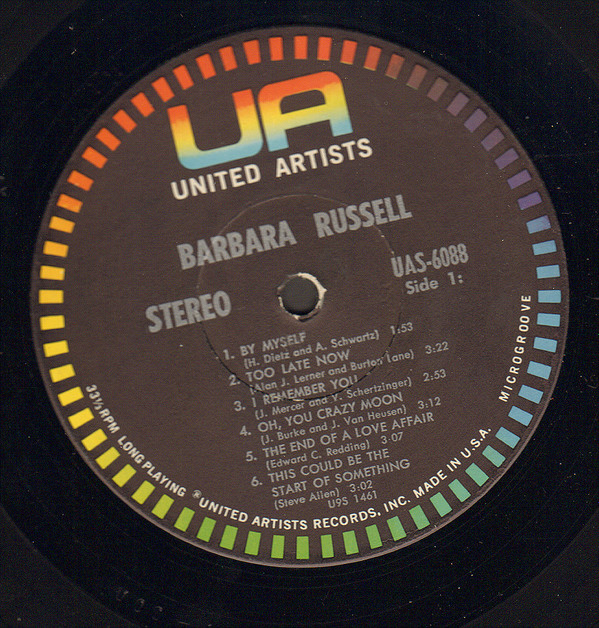 UA
UNITED ARTISTS
BARBARA RUSSELL
STEREO
UAS-6088
Side 1:
1. BY MYSELF
(H. Dietz and A. Schwartz) 1:53
2. TOO LATE NOW
(Alan J. Lerner and Burton Lane) 3:22
3. I REMEMBER YOU
(J. Mercer and V. Schertzinger) 2:53
4. OH, YOU CRAZY MOON
(J. Burke and J. Van Heusen) 3:12
5. THE END OF A LOVE AFFAIR
(Edward C. Redding) 3:07
6. THIS COULD BE THE
START OF SOMETHING
(Steve Allen) 3:02
U9S 1461
33⅓ RPM LONG PLAYING ®UNITED ARTISTS RECORDS, INC. MADE IN U.S.A. MICROGROOVE